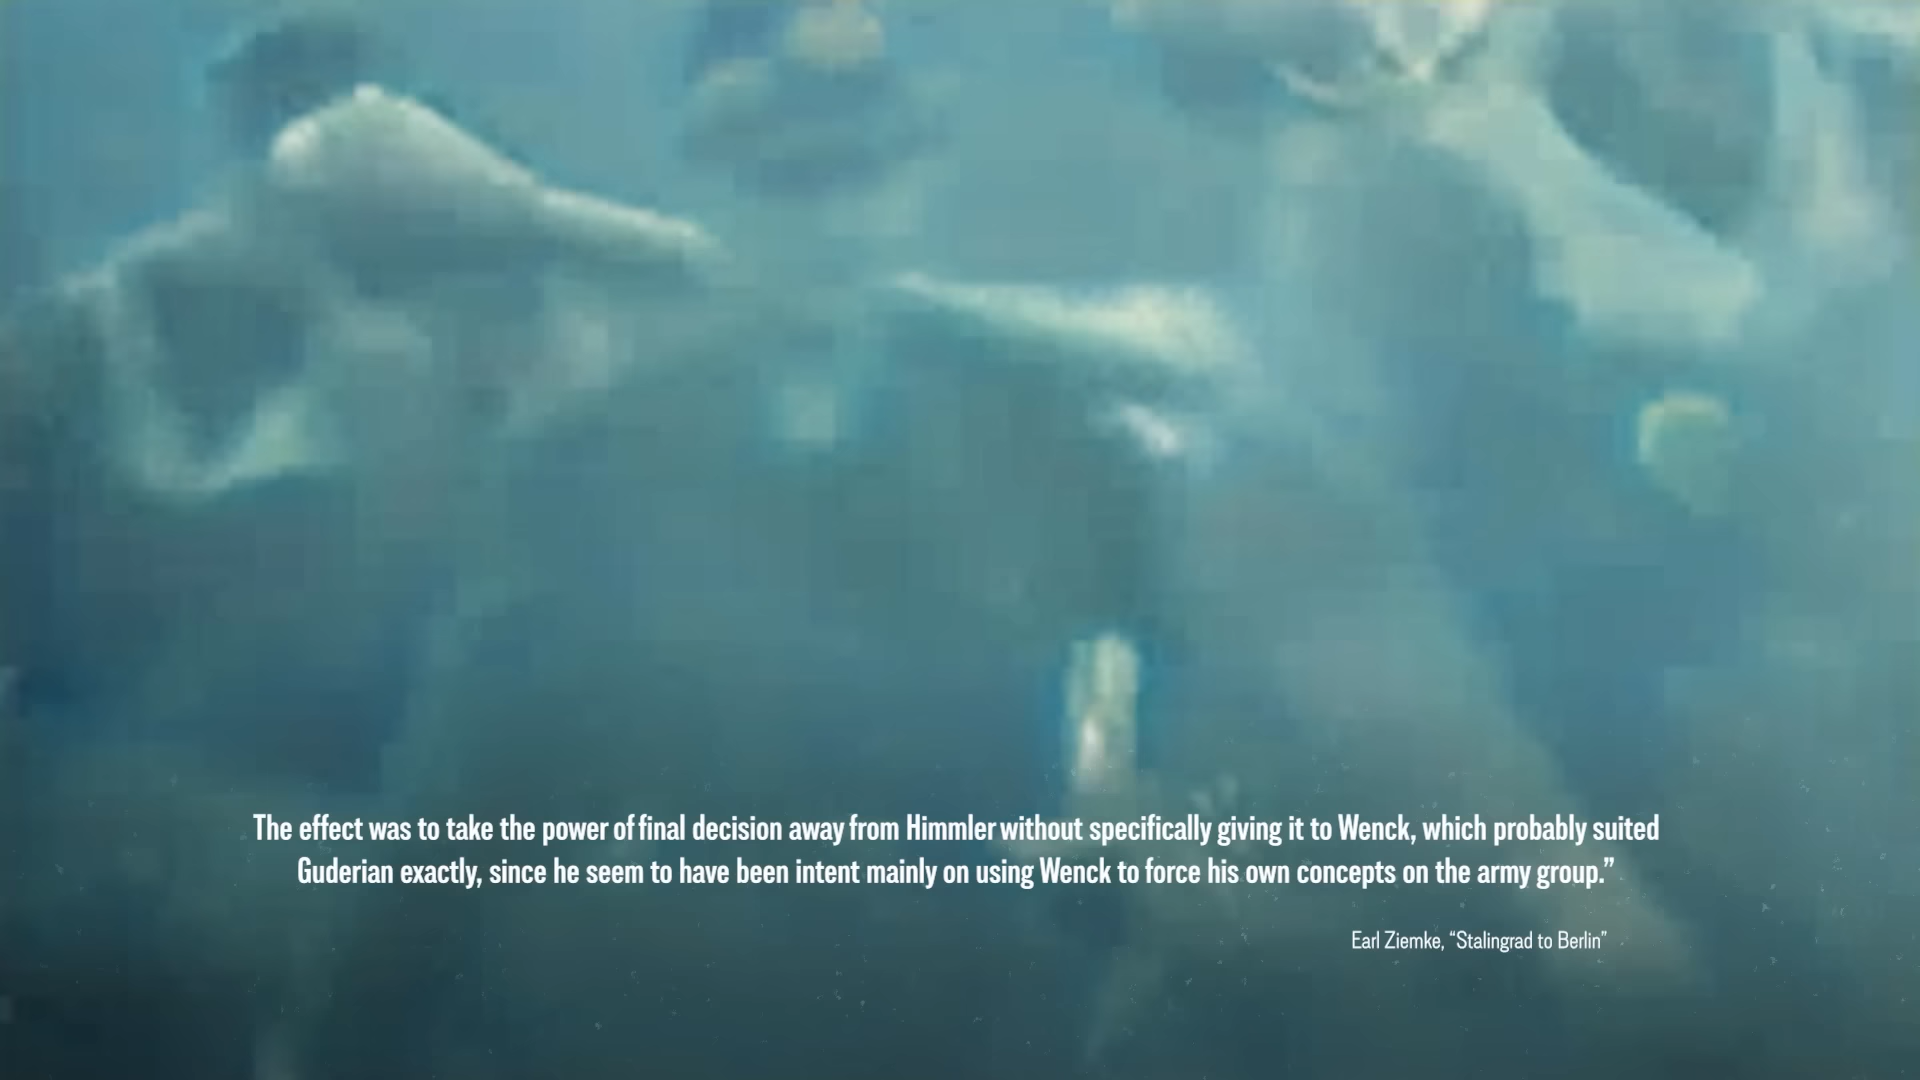 The effect was to take the power of final decision away from Himmler without specifically giving it to Wenck, which probably suited
Guderian exactly, since he seem to have been intent mainly on using Wenck to force his own concepts on the army group.”
Earl Ziemke, “Stalingrad to Berlin”